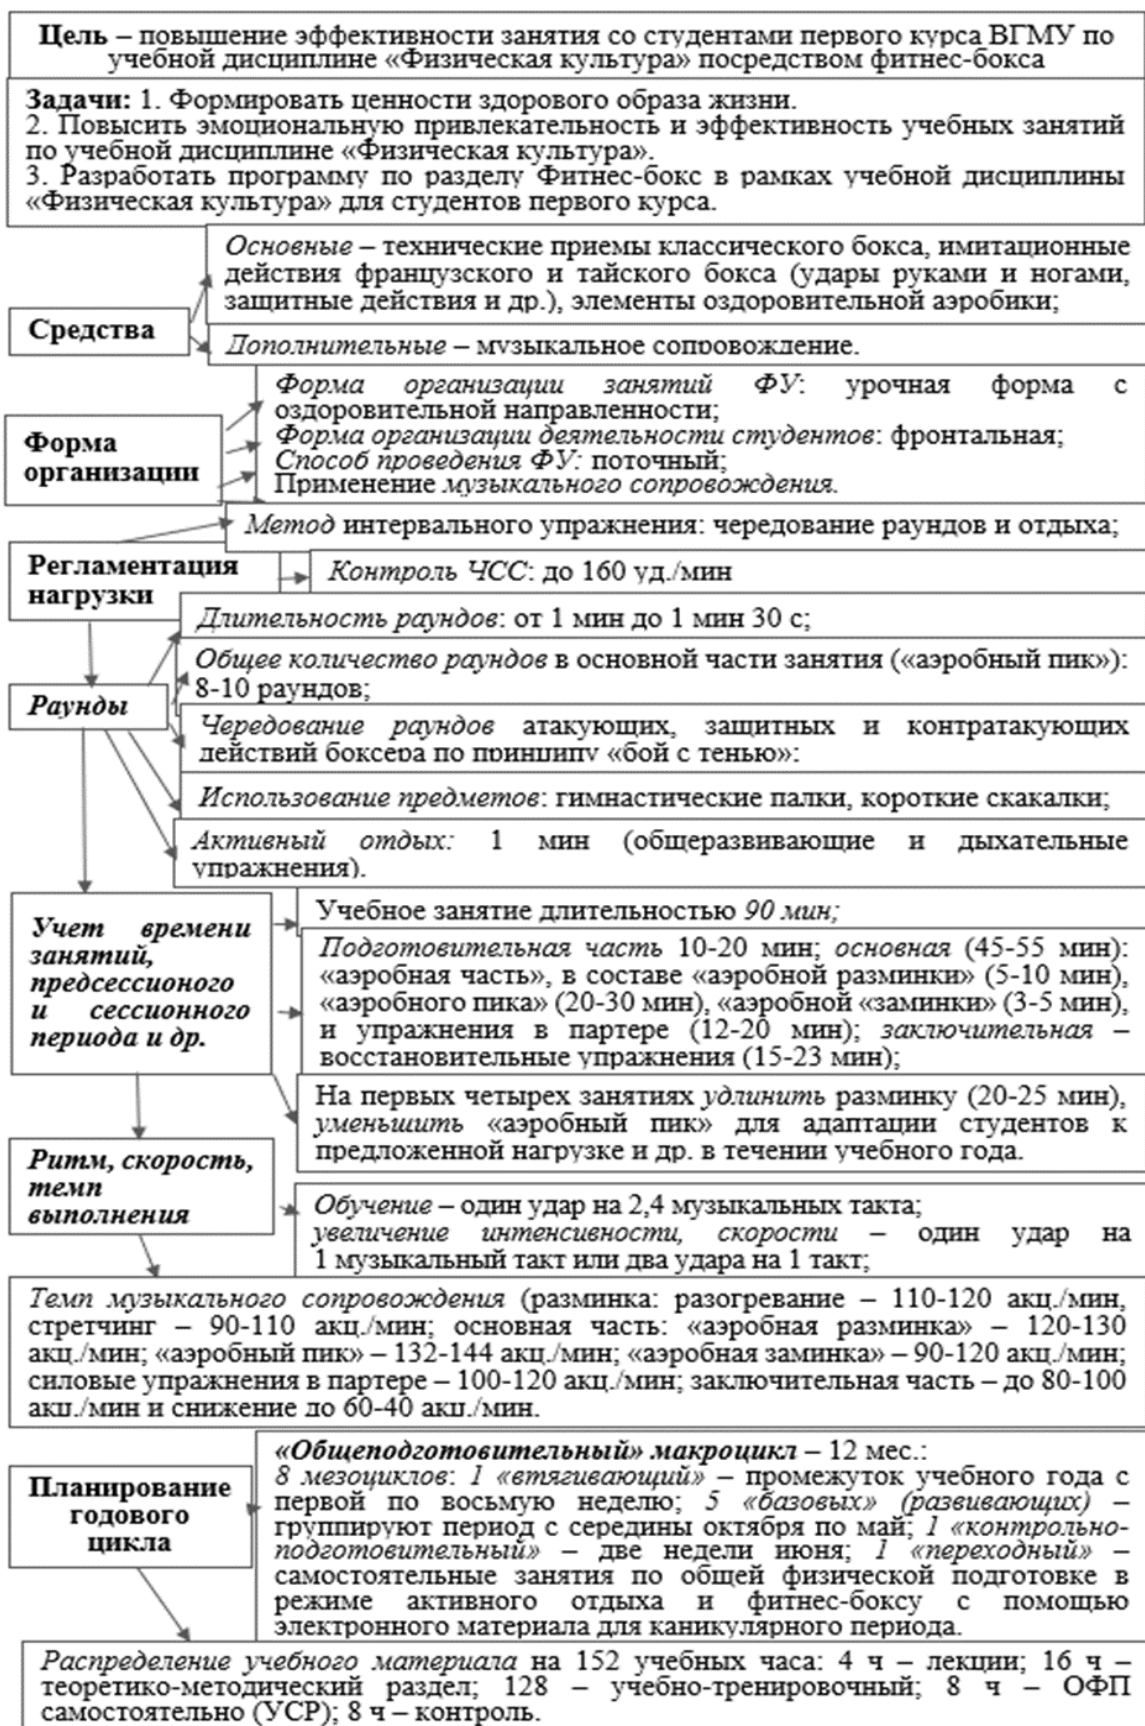 Цель – повышение эффективности занятия со студентами первого курса ВГМУ по
учебной дисциплине «Физическая культура» посредством фитнес-бокса
Задачи: 1. Формировать ценности здорового образа жизни.
2. Повысить эмоциональную привлекательность и эффективность учебных занятий
по учебной дисциплине «Физическая культура».
3. Разработать программу по разделу Фитнес-бокс в рамках учебной дисциплины
«Физическая культура» для студентов первого курса.
Средства
Основные – технические приемы классического бокса, имитационные
действия французского и тайского бокса (удары руками и ногами,
защитные действия и др.), элементы оздоровительной аэробики;
Дополнительные – музыкальное сопровождение.
Форма
организации
Форма организации занятий ФУ: урочная форма с
оздоровительной направленности;
Форма организации деятельности студентов: фронтальная;
Способ проведения ФУ: поточный;
Применение музыкального сопровождения.
Регламентация
нагрузки
Метод интервального упражнения: чередование раундов и отдыха;
Контроль ЧСС: до 160 уд./мин
Раунды
Длительность раундов: от 1 мин до 1 мин 30 с;
Общее количество раундов в основной части занятия («аэробный пик»):
8-10 раундов;
Чередование раундов атакующих, защитных и контратакующих
действий боксера по принципу «бой с тенью»:
Использование предметов: гимнастические палки, короткие скакалки;
Активный отдых: 1 мин (общеразвивающие и дыхательные
упражнения).
Учет времени
занятий,
предсессионого
и сессионного
периода и др.
Учебное занятие длительностью 90 мин;
Подготовительная часть 10-20 мин; основная (45-55 мин):
«аэробная часть», в составе «аэробной разминки» (5-10 мин),
«аэробного пика» (20-30 мин), «аэробной «заминки» (3-5 мин),
и упражнения в партере (12-20 мин); заключительная –
восстановительные упражнения (15-23 мин);
На первых четырех занятиях удлинить разминку (20-25 мин),
уменьшить «аэробный пик» для адаптации студентов к
предложенной нагрузке и др. в течении учебного года.
Ритм, скорость,
темп
выполнения
Обучение – один удар на 2,4 музыкальных такта;
увеличение интенсивности, скорости – один удар на
1 музыкальный такт или два удара на 1 такт;
Темп музыкального сопровождения (разминка: разогревание – 110-120 акц./мин,
стретчинг – 90-110 акц./мин; основная часть: «аэробная разминка» – 120-130
акц./мин; «аэробный пик» – 132-144 акц./мин; «аэробная заминка» – 90-120 акц./мин;
силовые упражнения в партере – 100-120 акц./мин; заключительная часть – до 80-100
акц./мин и снижение до 60-40 акц./мин.
Планирование
годового
цикла
«Общеподготовительный» макроцикл – 12 мес.:
8 мезоциклов: 1 «втягивающий» – промежуток учебного года с
первой по восьмую неделю; 5 «базовых» (развивающих) –
группируют период с середины октября по май; 1 «контрольно-
подготовительный» – две недели июня; 1 «переходный» –
самостоятельные занятия по общей физической подготовке в
режиме активного отдыха и фитнес-боксу с помощью
электронного материала для каникулярного периода.
Распределение учебного материала на 152 учебных часа: 4 ч – лекции; 16 ч –
теоретико-методический раздел; 128 – учебно-тренировочный; 8 ч – ОФП
самостоятельно (УСР); 8 ч – контроль.